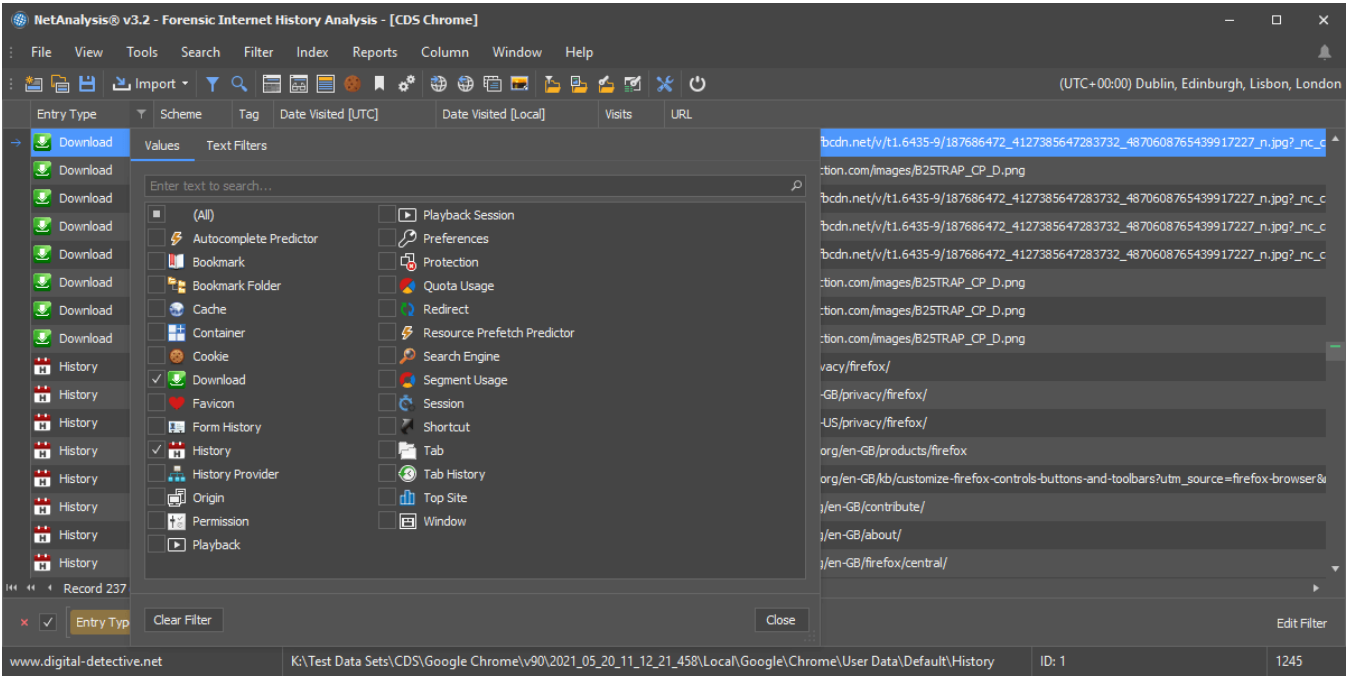 NetAnalysis® v3.2 - Forensic Internet History Analysis - [CDS Chrome]
File View Tools Search Filter Index Reports Column Window Help
Import (UTC+00:00) Dublin, Edinburgh, Lisbon, London
Entry Type Scheme Tag Date Visited [UTC] Date Visited [Local] Visits URL
Download
Download
Download
Download
Download
Download
Download
Download
History
History
History
History
History
History
History
History
Record 237
Values Text Filters
Enter text to search...
(All)
Autocomplete Predictor
Bookmark
Bookmark Folder
Cache
Container
Cookie
Download
Favicon
Form History
History
History Provider
Origin
Permission
Playback
Playback Session
Preferences
Protection
Quota Usage
Redirect
Resource Prefetch Predictor
Search Engine
Segment Usage
Session
Shortcut
Tab
Tab History
Top Site
Window
Clear Filter Close
fbcdn.net/v/t1.6435-9/187686472_4127385647283732_4870608765439917227_n.jpg?_nc_c
ction.com/images/B25TRAP_CP_D.png
fbcdn.net/v/t1.6435-9/187686472_4127385647283732_4870608765439917227_n.jpg?_nc_c
fbcdn.net/v/t1.6435-9/187686472_4127385647283732_4870608765439917227_n.jpg?_nc_c
fbcdn.net/v/t1.6435-9/187686472_4127385647283732_4870608765439917227_n.jpg?_nc_c
ction.com/images/B25TRAP_CP_D.png
ction.com/images/B25TRAP_CP_D.png
ction.com/images/B25TRAP_CP_D.png
vacy/firefox/
-GB/privacy/firefox/
-US/privacy/firefox/
org/en-GB/products/firefox
org/en-GB/kb/customize-firefox-controls-buttons-and-toolbars?utm_source=firefox-browser&
g/en-GB/contribute/
g/en-GB/about/
g/en-GB/firefox/central/
Entry Typ Edit Filter
www.digital-detective.net K:\Test Data Sets\CDS\Google Chrome\v90\2021_05_20_11_12_21_458\Local\Google\Chrome\User Data\Default\History ID: 1 1245